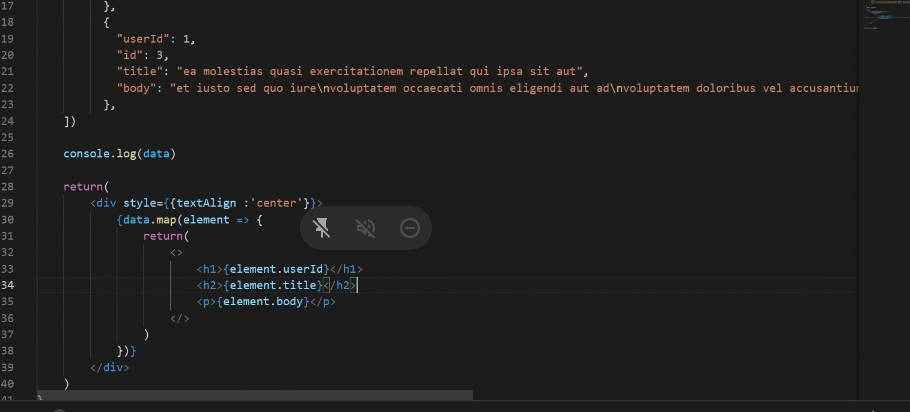 17 },
18 {
19 "userId": 1,
20 "id": 3,
21 "title": "ea molestias quasi exercitationem repellat qui ipsa sit aut",
22 "body": "et iusto sed quo iure\nvoluptatem occaecati omnis eligendi aut ad\nvoluptatem doloribus vel accusantium
23 },
24 ])
25
26 console.log(data)
27
28 return(
29 <div style={{textAlign :'center'}}>
30 {data.map(element => {
31 return(
32 <>
33 <h1>{element.userId}</h1>
34 <h2>{element.title}</h2>
35 <p>{element.body}</p>
36 </>
37 )
38 })}
39 </div>
40 )
41 }